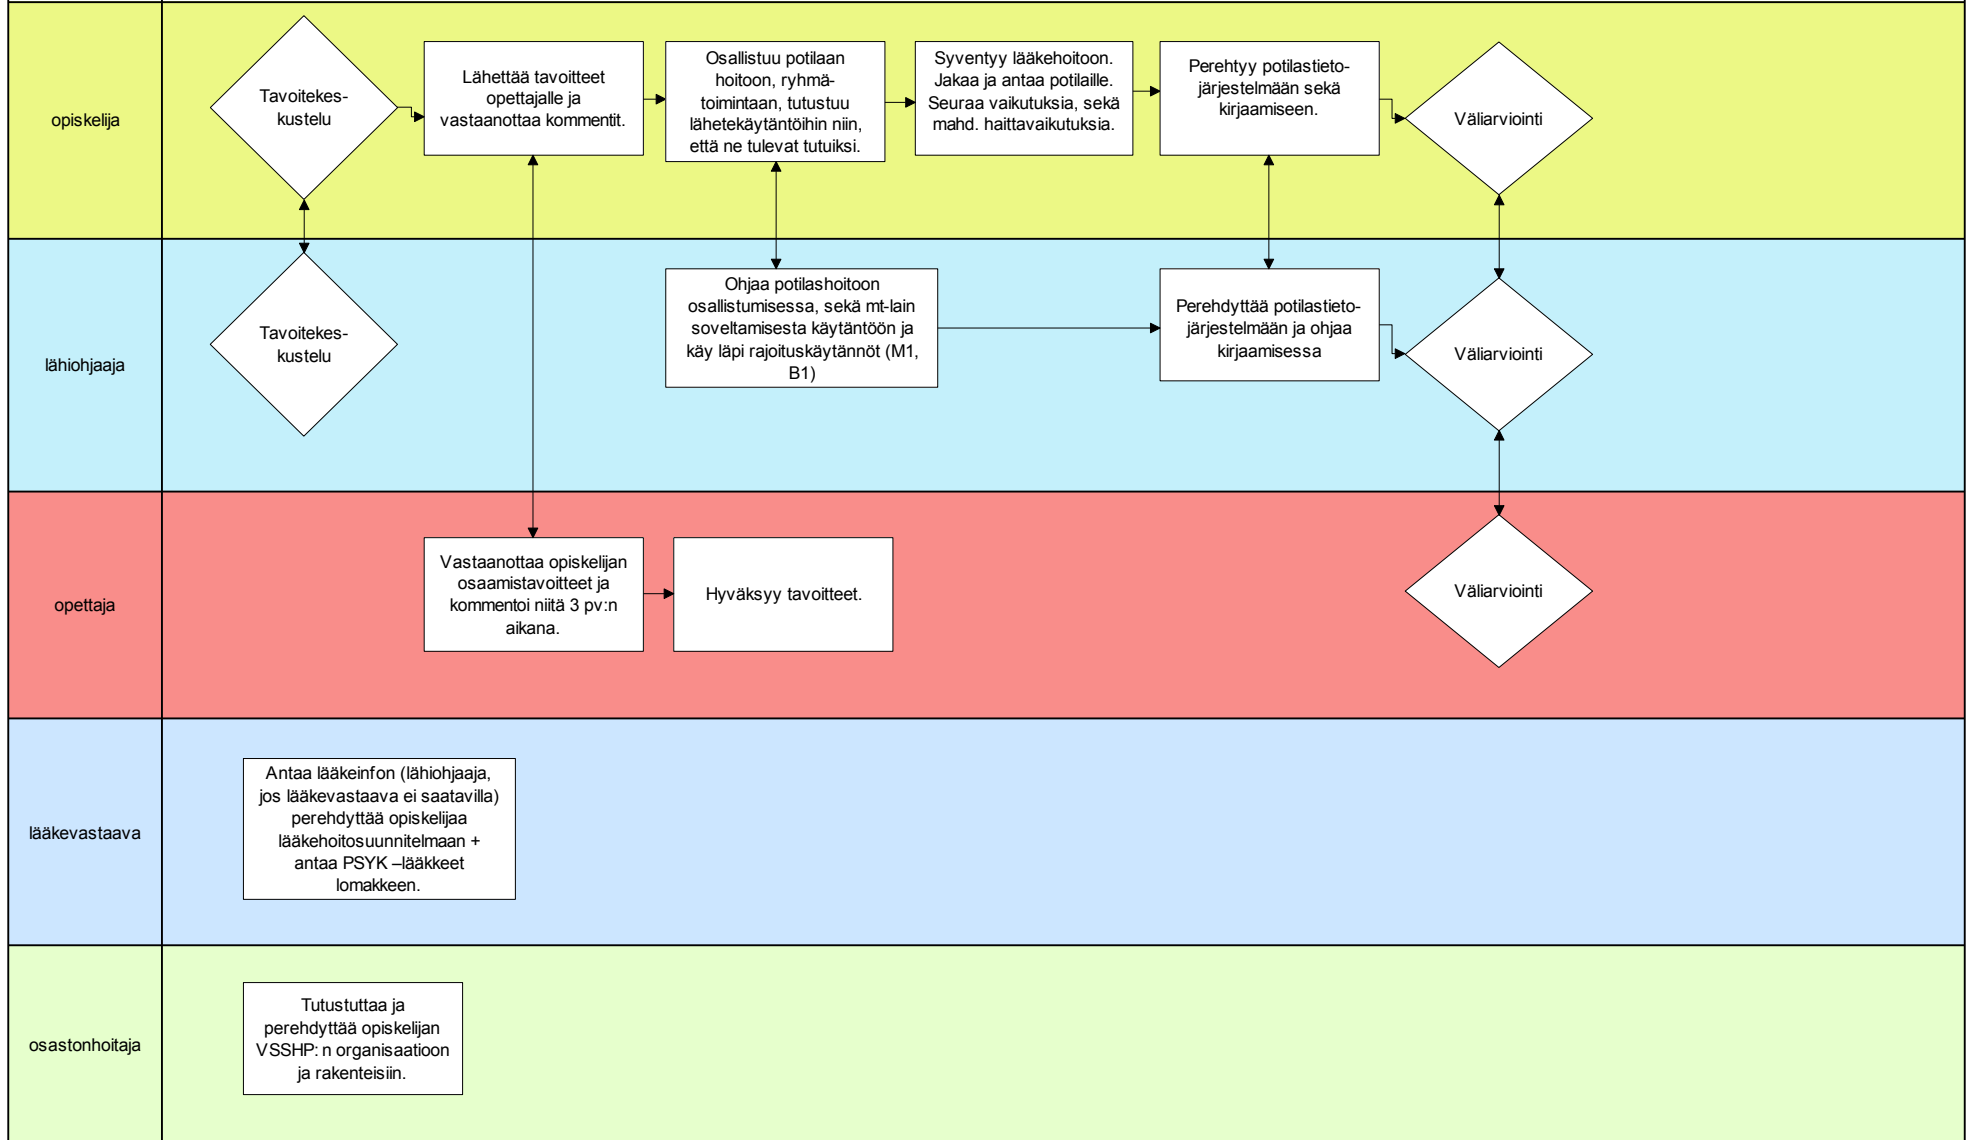 opiskelija
Tavoitekes-
kustelu
Lähettää tavoitteet
opettajalle ja
vastaanottaa kommentit.
Osallistuu potilaan
hoitoon, ryhmä-
toimintaan, tutustuu
lähetekäytäntöihin niin,
että ne tulevat tutuiksi.
Syventyy lääkehoitoon.
Jakaa ja antaa potilaille.
Seuraa vaikutuksia, sekä
mahd. haittavaikutuksia.
Perehtyy potilastieto-
järjestelmään sekä
kirjaamiseen.
Väliarviointi
lähiohjaaja
Tavoitekes-
kustelu
Ohjaa potilashoitoon
osallistumisessa, sekä mt-lain
soveltamisesta käytäntöön ja
käy läpi rajoituskäytännöt (M1,
B1)
Perehdyttää potilastieto-
järjestelmään ja ohjaa
kirjaamisessa
Väliarviointi
opettaja
Vastaanottaa opiskelijan
osaamistavoitteet ja
kommentoi niitä 3 pv:n
aikana.
Hyväksyy tavoitteet.
Väliarviointi
lääkevastaava
Antaa lääkeinfon (lähiohjaaja,
jos lääkevastaava ei saatavilla)
perehdyttää opiskelijaa
lääkehoitosuunnitelmaan +
antaa PSYK –lääkkeet
lomakkeen.
osastonhoitaja
Tutustuttaa ja
perehdyttää opiskelijan
VSSHP: n organisaatioon
ja rakenteisiin.